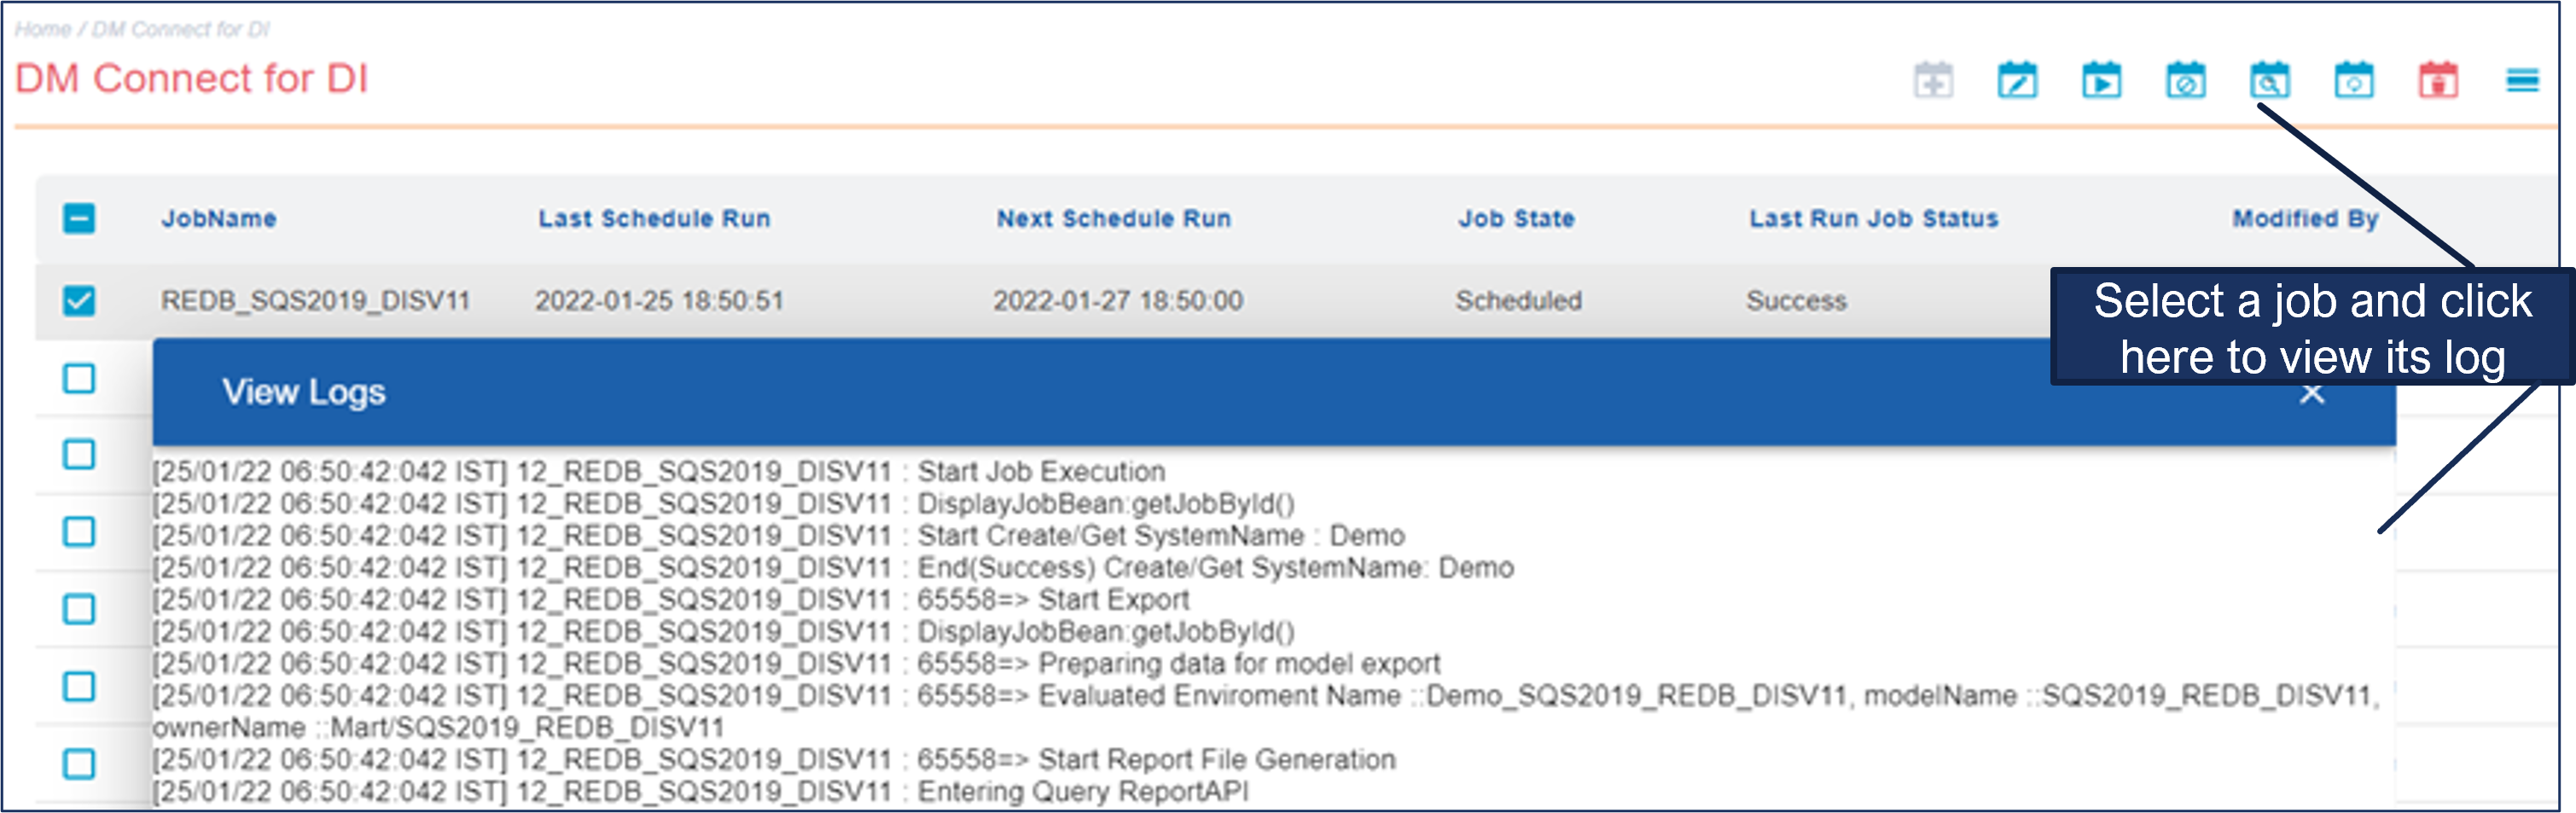 Home / DM Connect for DI
DM Connect for DI
JobName Last Schedule Run Next Schedule Run Job State Last Run Job Status Modified By
REDB_SQS2019_DISV11 2022-01-25 18:50:51 2022-01-27 18:50:00 Scheduled Success
Select a job and click
here to view its log
View Logs
[25/01/22 06:50:42:042 IST] 12_REDB_SQS2019_DISV11 : Start Job Execution
[25/01/22 06:50:42:042 IST] 12_REDB_SQS2019_DISV11 : DisplayJobBean:getJobById()
[25/01/22 06:50:42:042 IST] 12_REDB_SQS2019_DISV11 : Start Create/Get SystemName : Demo
[25/01/22 06:50:42:042 IST] 12_REDB_SQS2019_DISV11 : End(Success) Create/Get SystemName: Demo
[25/01/22 06:50:42:042 IST] 12_REDB_SQS2019_DISV11 : 65558=> Start Export
[25/01/22 06:50:42:042 IST] 12_REDB_SQS2019_DISV11 : DisplayJobBean:getJobById()
[25/01/22 06:50:42:042 IST] 12_REDB_SQS2019_DISV11 : 65558=> Preparing data for model export
[25/01/22 06:50:42:042 IST] 12_REDB_SQS2019_DISV11 : 65558=> Evaluated Enviroment Name ::Demo_SQS2019_REDB_DISV11, modelName ::SQS2019_REDB_DISV11,
ownerName ::Mart/SQS2019_REDB_DISV11
[25/01/22 06:50:42:042 IST] 12_REDB_SQS2019_DISV11 : 65558=> Start Report File Generation
[25/01/22 06:50:42:042 IST] 12_REDB_SQS2019_DISV11 : Entering Query ReportAPI